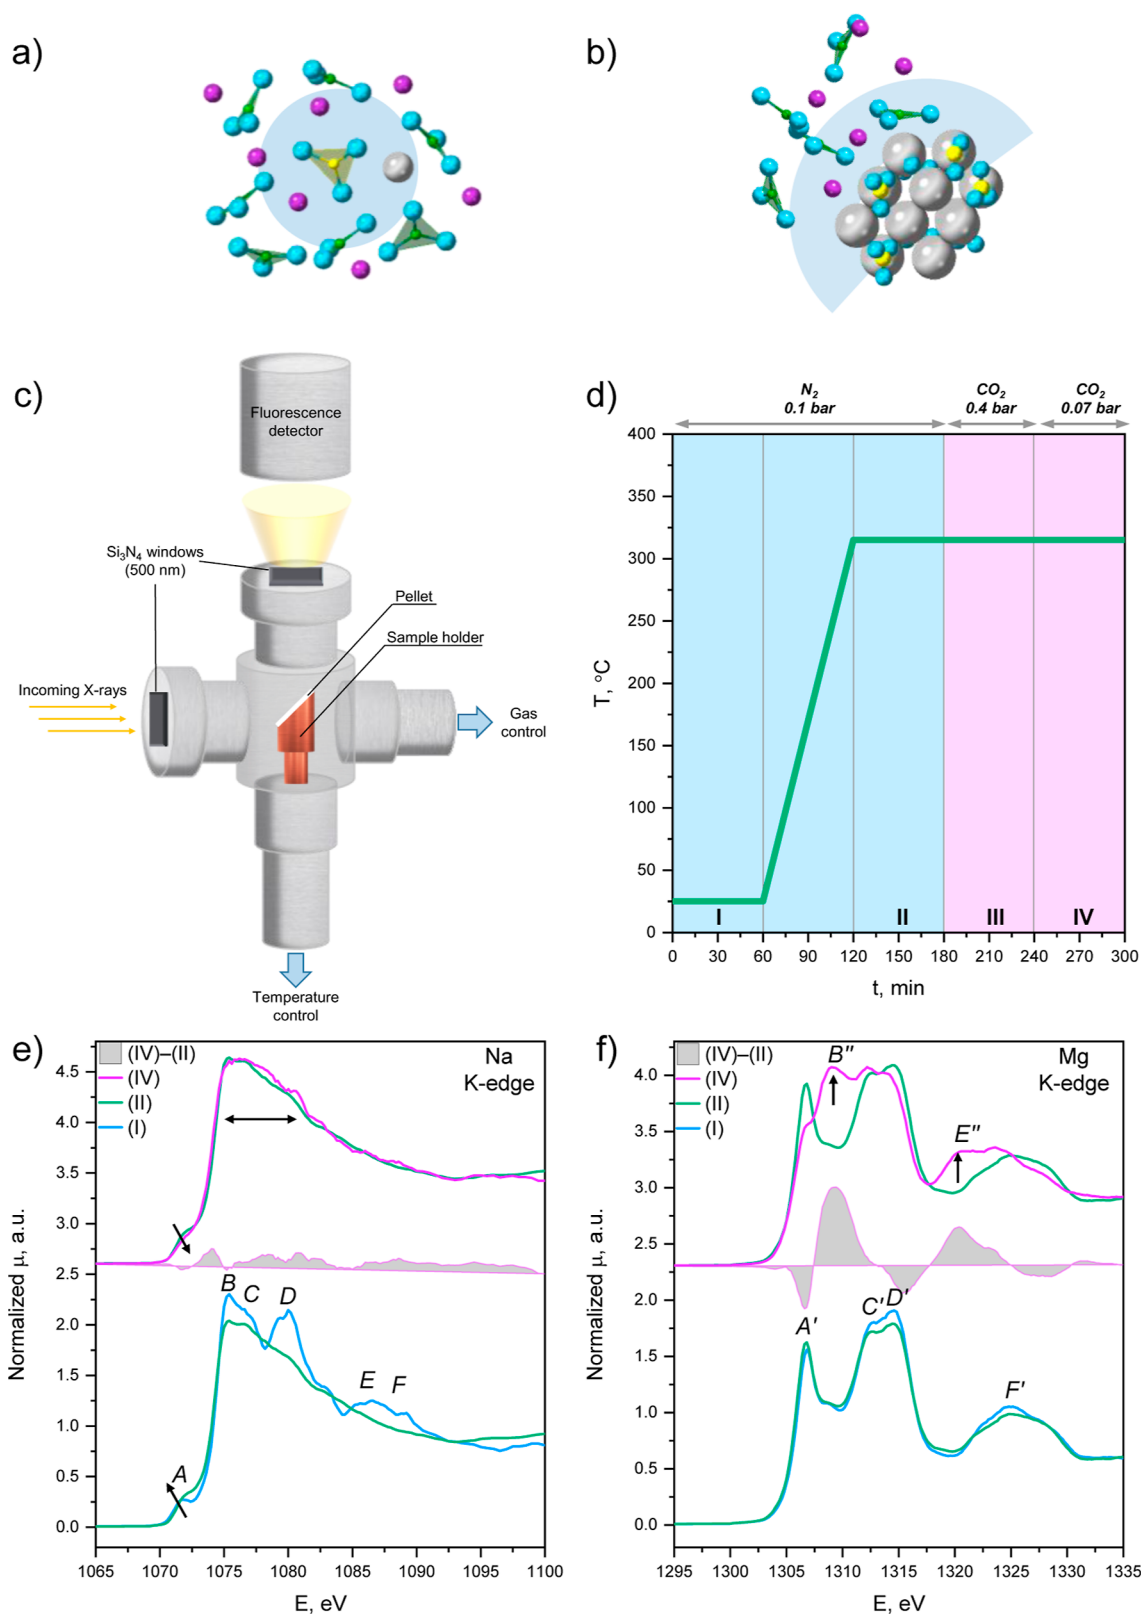 a)
b)
c)
Fluorescence
detector
Si₃N₄ windows
(500 nm)
Pellet
Sample holder
Incoming X-rays
Gas
control
Temperature
control
d)
N₂
0.1 bar
CO₂
0.4 bar
CO₂
0.07 bar
400
350
300
250
200
150
100
50
0
T, °C
I
II
III
IV
0 30 60 90 120 150 180 210 240 270 300
t, min
e)
(IV)–(II)
(IV)
(II)
(I)
Na
K-edge
4.5
4.0
3.5
3.0
2.5
2.0
1.5
1.0
0.5
0.0
Normalized μ, a.u.
B
C
D
E
F
A
1065 1070 1075 1080 1085 1090 1095 1100
E, eV
f)
(IV)–(II)
(IV)
(II)
(I)
B''
Mg
K-edge
E''
4.0
3.5
3.0
2.5
2.0
1.5
1.0
0.5
0.0
Normalized μ, a.u.
A'
C'
D'
F'
1295 1300 1305 1310 1315 1320 1325 1330 1335
E, eV